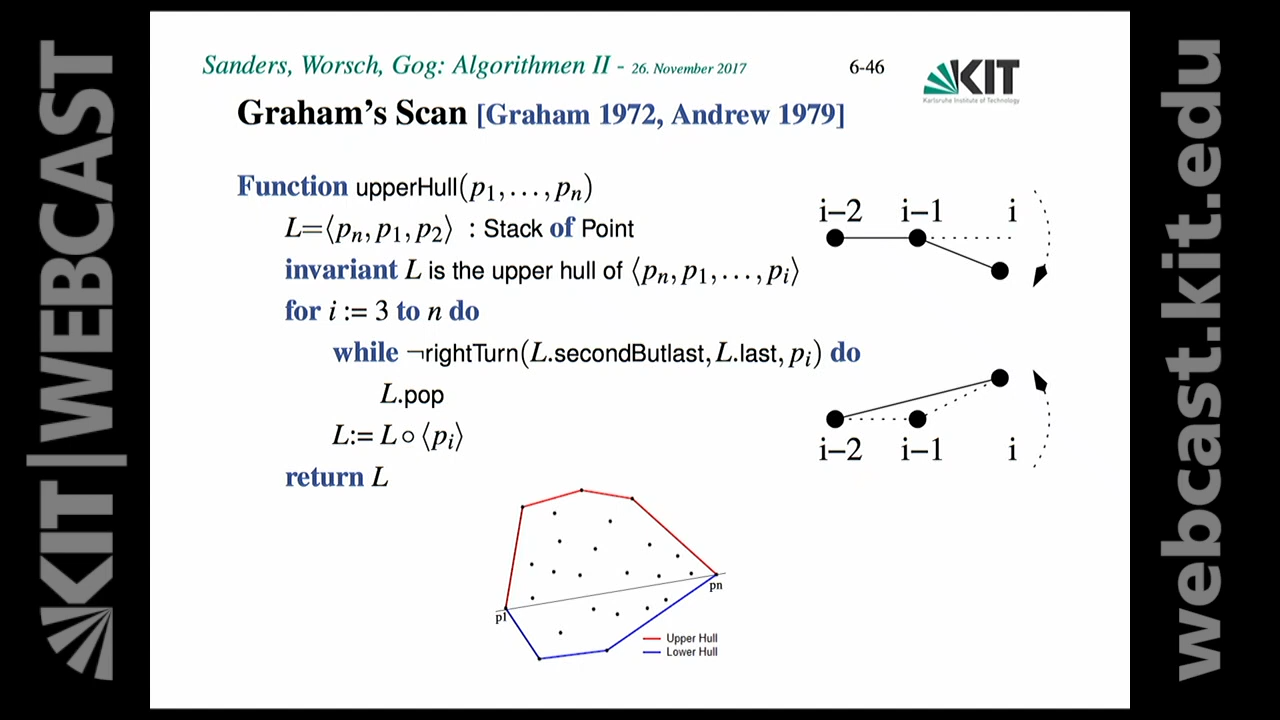 KIT|WEBCAST
Sanders, Worsch, Gog: Algorithmen II - 26. November 2017
6-46
KIT
Karlsruhe Institute of Technology
Graham's Scan [Graham 1972, Andrew 1979]
Function upperHull(p₁,…,pₙ)
L=⟨pₙ,p₁,p₂⟩ : Stack of Point
invariant L is the upper hull of ⟨pₙ,p₁,…,pᵢ⟩
for i := 3 to n do
while ¬rightTurn(L.secondButlast,L.last,pᵢ) do
L.pop
L:= L∘⟨pᵢ⟩
return L
i−2 i−1 i
i−2 i−1 i
p1
pn
Upper Hull
Lower Hull
webcast.kit.edu